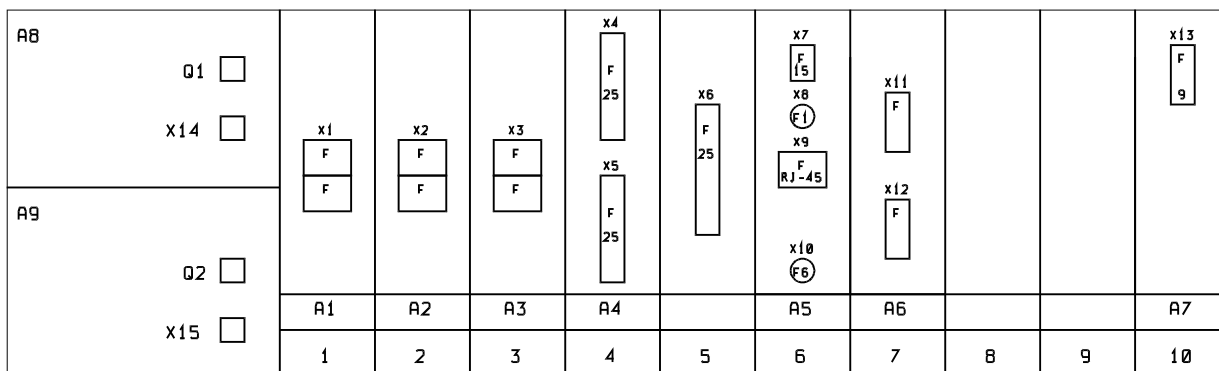 A8
Q1
X14
A9
Q2
X15
X1
F
F
X2
F
F
X3
F
F
X4
F
25
X5
F
25
X6
F
25
X7
F
15
X8
F1
X9
F
RJ-45
X10
F6
X11
F
X12
F
X13
F
9
A1 A2 A3 A4 A5 A6 A7
1 2 3 4 5 6 7 8 9 10